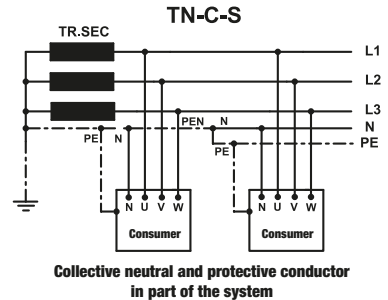 TN-C-S
TR.SEC
L1
L2
L3
PEN N N
PE N PE PE
N U V W N U V W
Consumer Consumer
Collective neutral and protective conductor
in part of the system